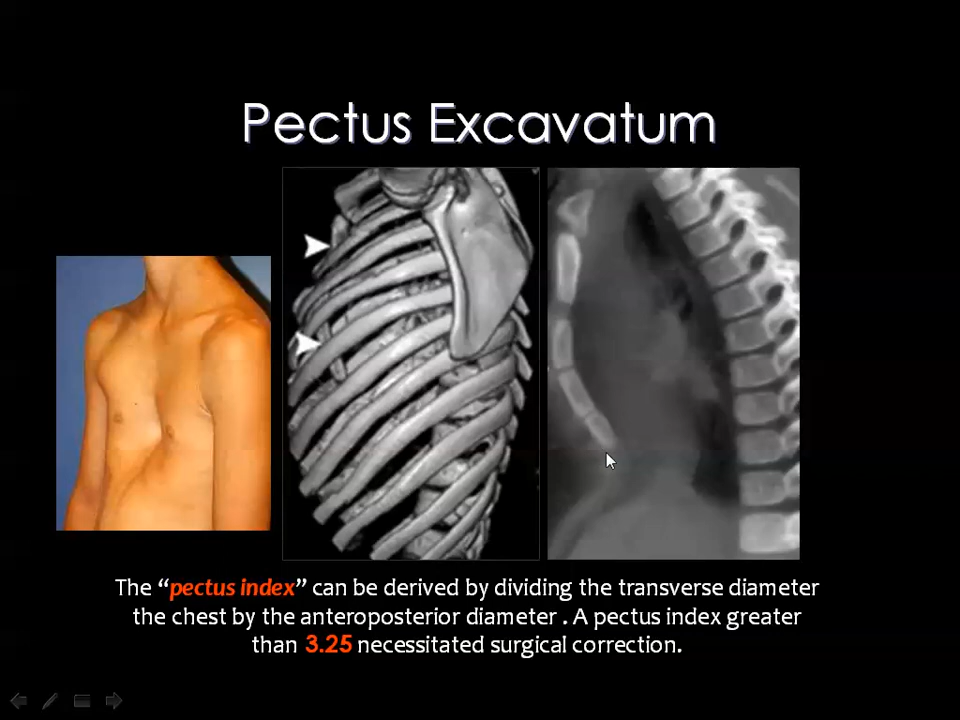 Pectus Excavatum
The “pectus index” can be derived by dividing the transverse diameter
the chest by the anteroposterior diameter . A pectus index greater
than 3.25 necessitated surgical correction.